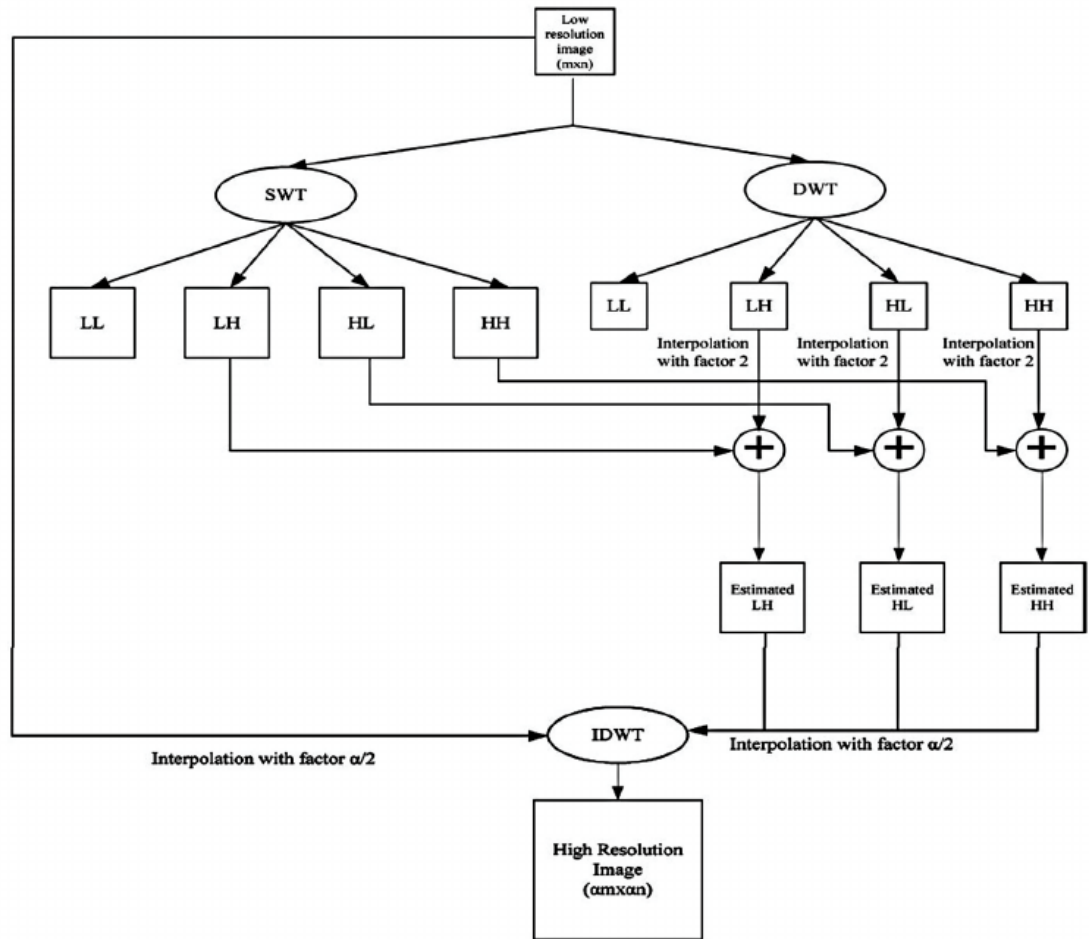 Low
resolution
image
(mxn)
SWT
DWT
LL
LH
HL
HH
LL
LH
HL
HH
Interpolation
with factor 2
Interpolation
with factor 2
Interpolation
with factor 2
+
+
+
Estimated
LH
Estimated
HL
Estimated
HH
IDWT
Interpolation with factor α/2
Interpolation with factor α/2
High Resolution
Image
(αmxαn)